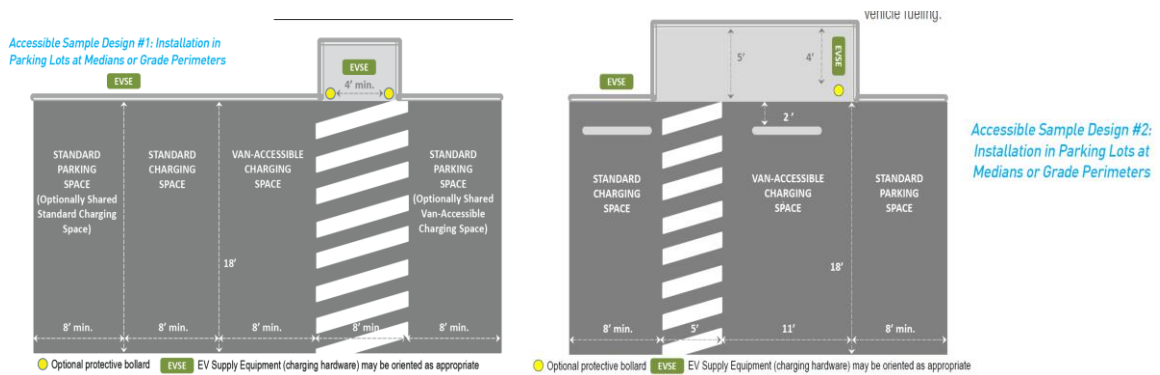 Accessible Sample Design #1: Installation in
Parking Lots at Medians or Grade Perimeters
EVSE
EVSE
4' min.
STANDARD
PARKING
SPACE
(Optionally Shared
Standard Charging
Space)
STANDARD
CHARGING
SPACE
VAN-ACCESSIBLE
CHARGING
SPACE
STANDARD
PARKING
SPACE
(Optionally Shared
Van-Accessible
Charging Space)
18'
8' min.
8' min.
8' min.
8' min
8' min.
Optional protective bollard
EVSE
EV Supply Equipment (charging hardware) may be oriented as appropriate
vehicle fueling.
EVSE
5'
4'
EVSE
2 '
Accessible Sample Design #2:
Installation in Parking Lots at
Medians or Grade Perimeters
STANDARD
CHARGING
SPACE
VAN-ACCESSIBLE
CHARGING
SPACE
STANDARD
PARKING
SPACE
18'
8' min.
5'
11'
8' min.
Optional protective bollard
EVSE
EV Supply Equipment (charging hardware) may be oriented as appropriate